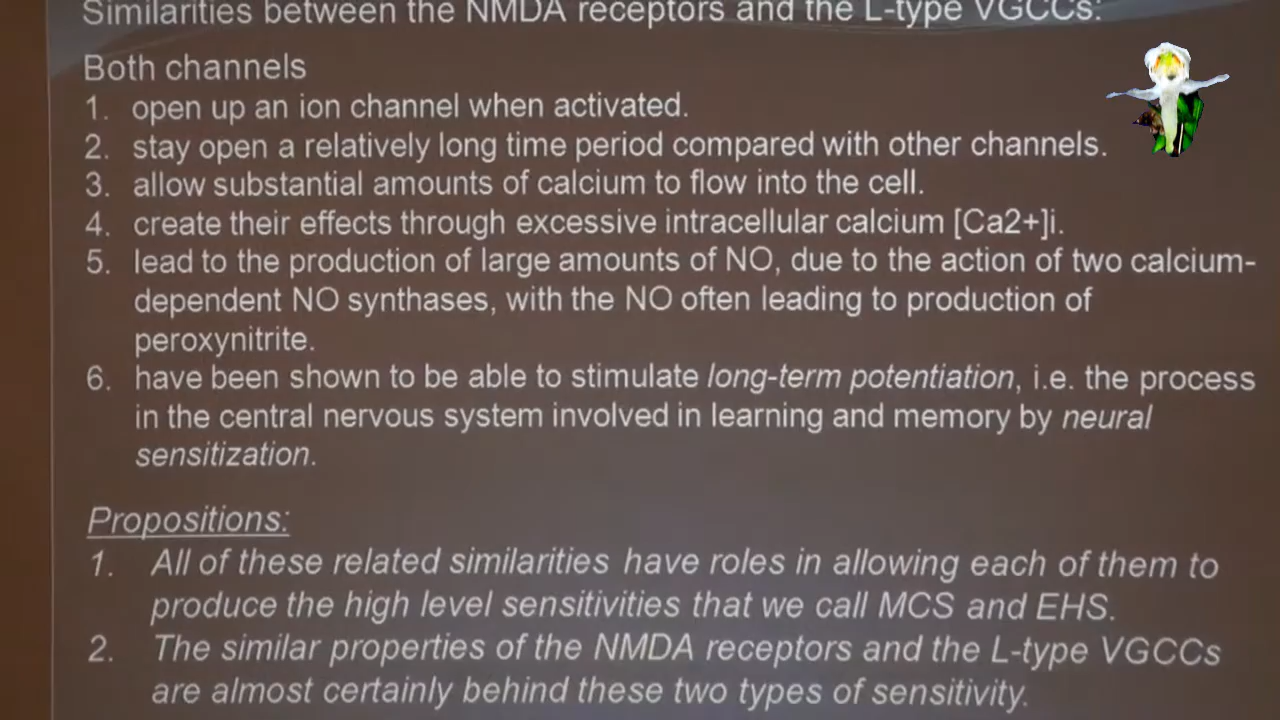 Similarities between the NMDA receptors and the L-type VGCCs:
Both channels
1. open up an ion channel when activated.
2. stay open a relatively long time period compared with other channels.
3. allow substantial amounts of calcium to flow into the cell.
4. create their effects through excessive intracellular calcium [Ca2+]i.
5. lead to the production of large amounts of NO, due to the action of two calcium-
dependent NO synthases, with the NO often leading to production of
peroxynitrite.
6. have been shown to be able to stimulate long-term potentiation, i.e. the process
in the central nervous system involved in learning and memory by neural
sensitization.
Propositions:
1. All of these related similarities have roles in allowing each of them to
produce the high level sensitivities that we call MCS and EHS.
2. The similar properties of the NMDA receptors and the L-type VGCCs
are almost certainly behind these two types of sensitivity.